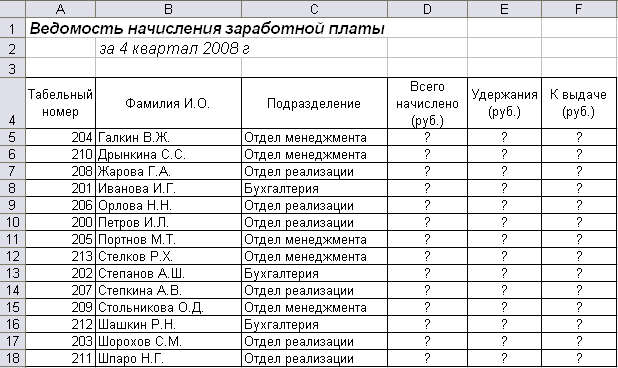 A B C D E F
1 Ведомость начисления заработной платы
2 за 4 квартал 2008 г
3
4 Табельный номер Фамилия И.О. Подразделение Всего начислено (руб.) Удержания (руб.) К выдаче (руб.)
5 204 Галкин В.Ж. Отдел менеджмента ? ? ?
6 210 Дрынкина С.С. Отдел менеджмента ? ? ?
7 208 Жарова Г.А. Отдел реализации ? ? ?
8 201 Иванова И.Г. Бухгалтерия ? ? ?
9 206 Орлова Н.Н. Отдел реализации ? ? ?
10 200 Петров И.Л. Отдел реализации ? ? ?
11 205 Портнов М.Т. Отдел менеджмента ? ? ?
12 213 Стелков Р.Х. Отдел менеджмента ? ? ?
13 202 Степанов А.Ш. Бухгалтерия ? ? ?
14 207 Степкина А.В. Отдел реализации ? ? ?
15 209 Стольникова О.Д. Отдел менеджмента ? ? ?
16 212 Шашкин Р.Н. Бухгалтерия ? ? ?
17 203 Шорохов С.М. Отдел реализации ? ? ?
18 211 Шпаро Н.Г. Отдел реализации ? ? ?